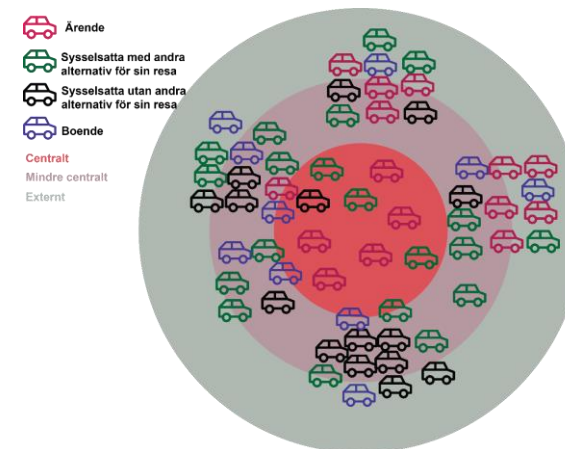 Ärende
Sysselsatta med andra
alternativ för sin resa
Sysselsatta utan andra
alternativ för sin resa
Boende
Centralt
Mindre centralt
Externt